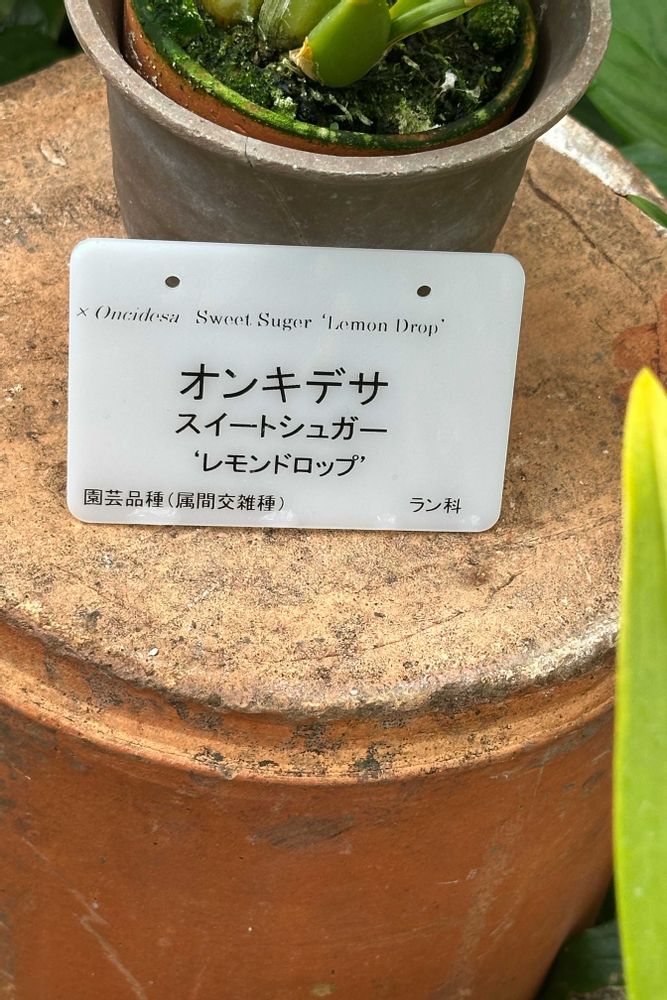 × Oncidesa Sweet Suger ‘Lemon Drop’
オンキデサ
スイートシュガー
‘レモンドロップ’
園芸品種（属間交雑種） ラン科